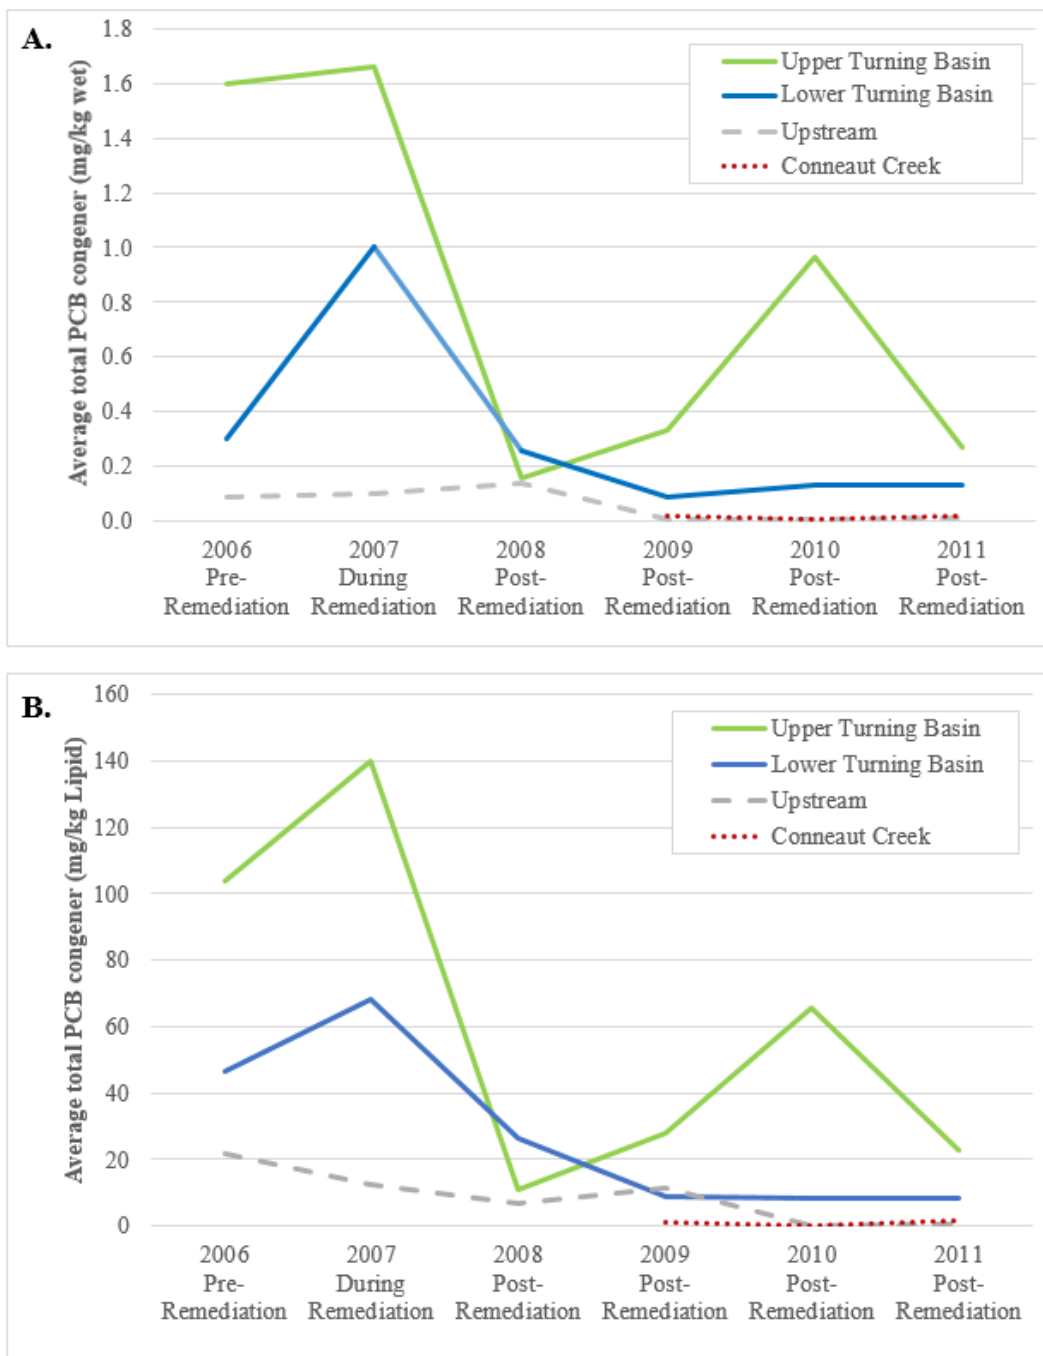 A.
Average total PCB congener (mg/kg wet)
1.8
1.6
1.4
1.2
1.0
0.8
0.6
0.4
0.2
0.0
Upper Turning Basin
Lower Turning Basin
Upstream
Conneaut Creek
2006
Pre-
Remediation
2007
During
Remediation
2008
Post-
Remediation
2009
Post-
Remediation
2010
Post-
Remediation
2011
Post-
Remediation
B.
Average total PCB congener (mg/kg Lipid)
160
140
120
100
80
60
40
20
0
Upper Turning Basin
Lower Turning Basin
Upstream
Conneaut Creek
2006
Pre-
Remediation
2007
During
Remediation
2008
Post-
Remediation
2009
Post-
Remediation
2010
Post-
Remediation
2011
Post-
Remediation